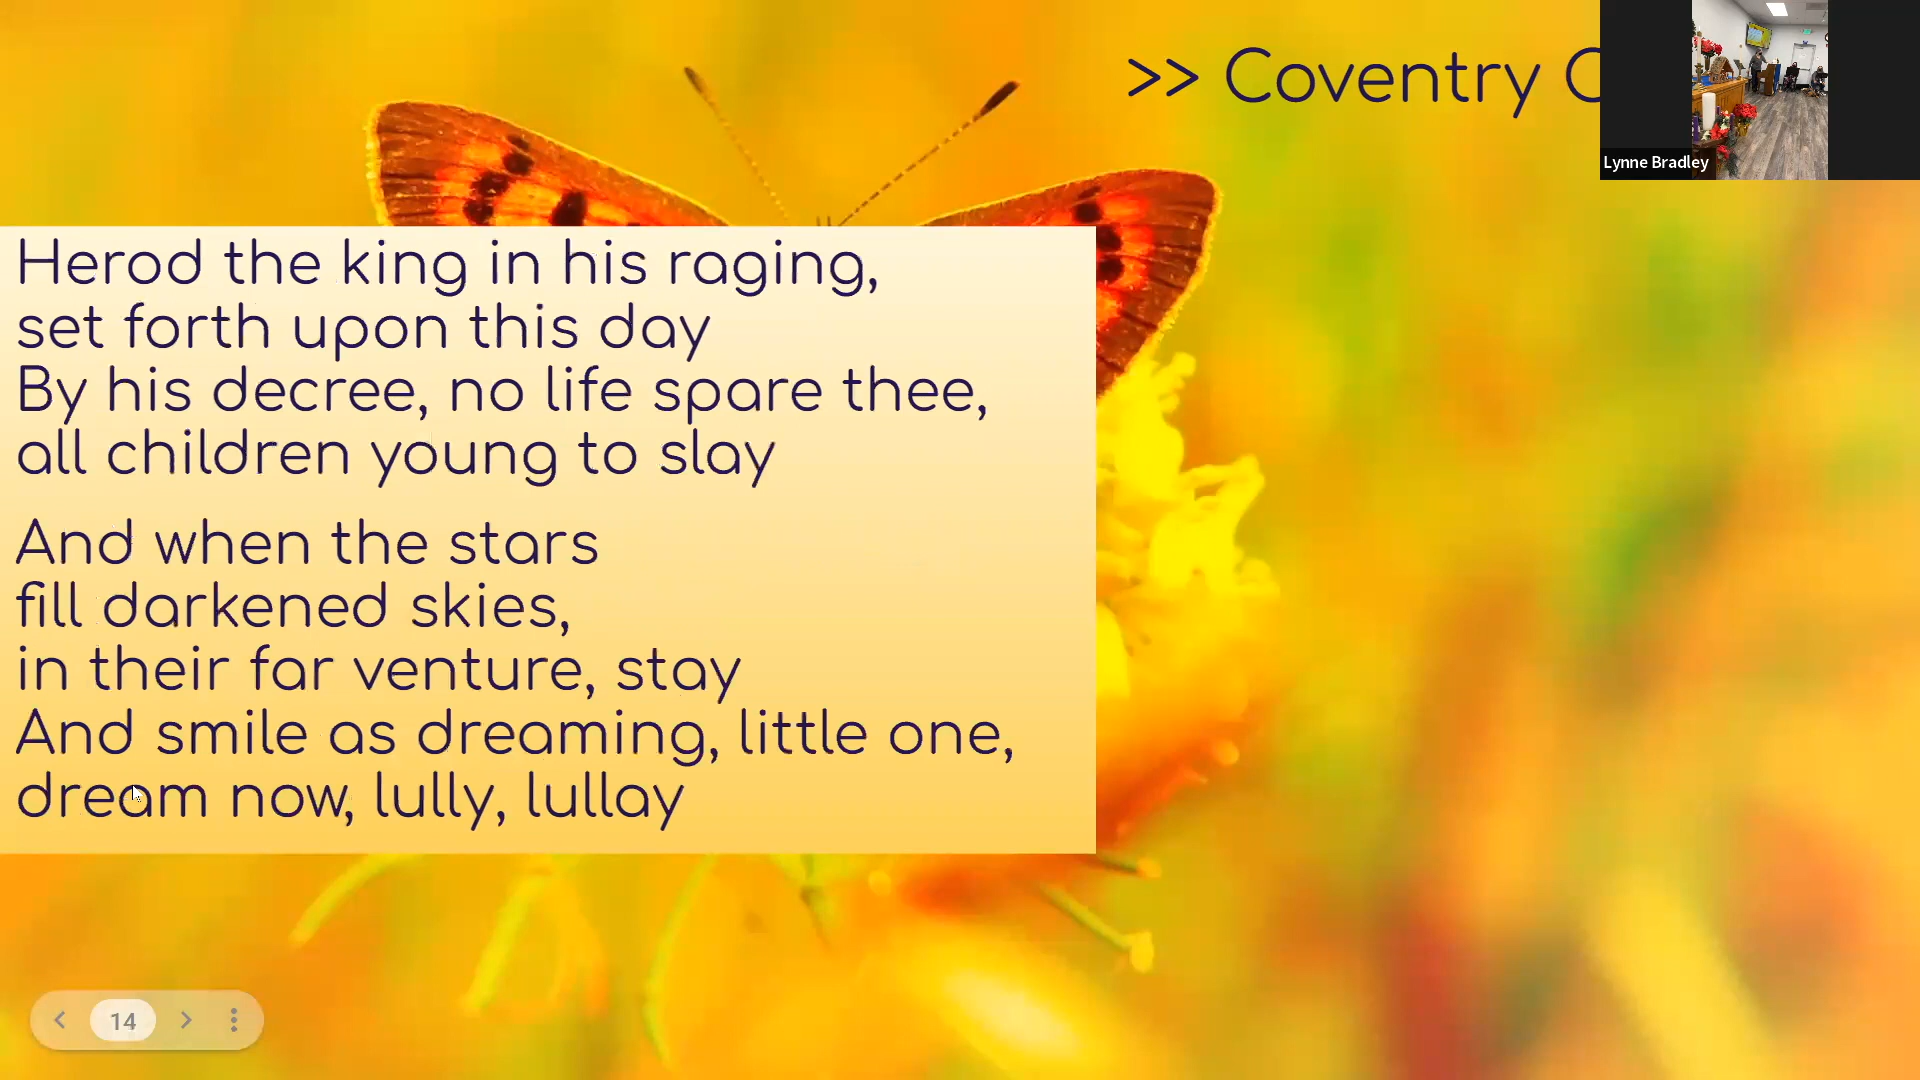 >> Coventry C
Lynne Bradley
Herod the king in his raging,
set forth upon this day
By his decree, no life spare thee,
all children young to slay
And when the stars
fill darkened skies,
in their far venture, stay
And smile as dreaming, little one,
dream now, lully, lullay
14